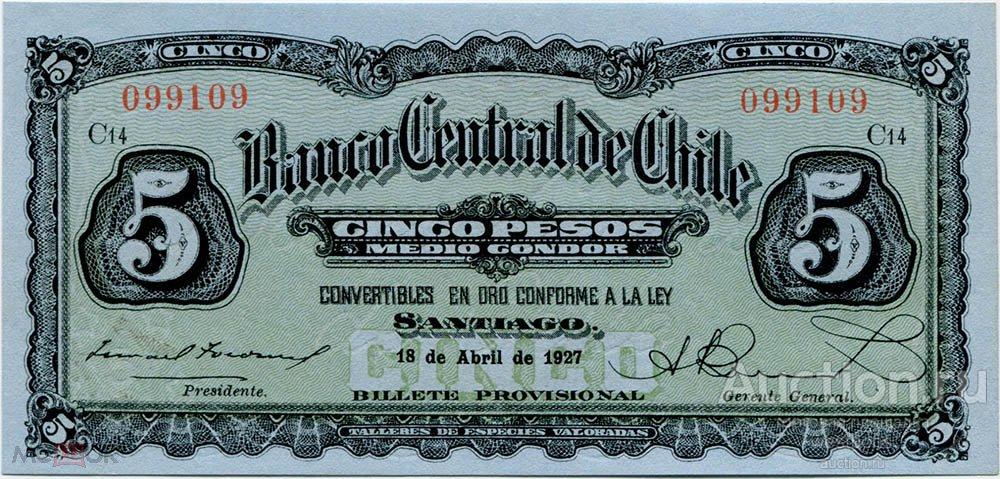 CINCO CINCO
5 5
099109 099109
C14 C14
Banco Central de Chile
5 5
CINCO PESOS
MEDIO CONDOR
CONVERTIBLES EN ORO CONFORME A LA LEY
SANTIAGO.
CINCO
18 de Abril de 1927
Presidente. Gerente General.
BILLETE PROVISIONAL
TALLERES DE ESPECIES VALORADAS
5 5
Auction.ru
auction.ru